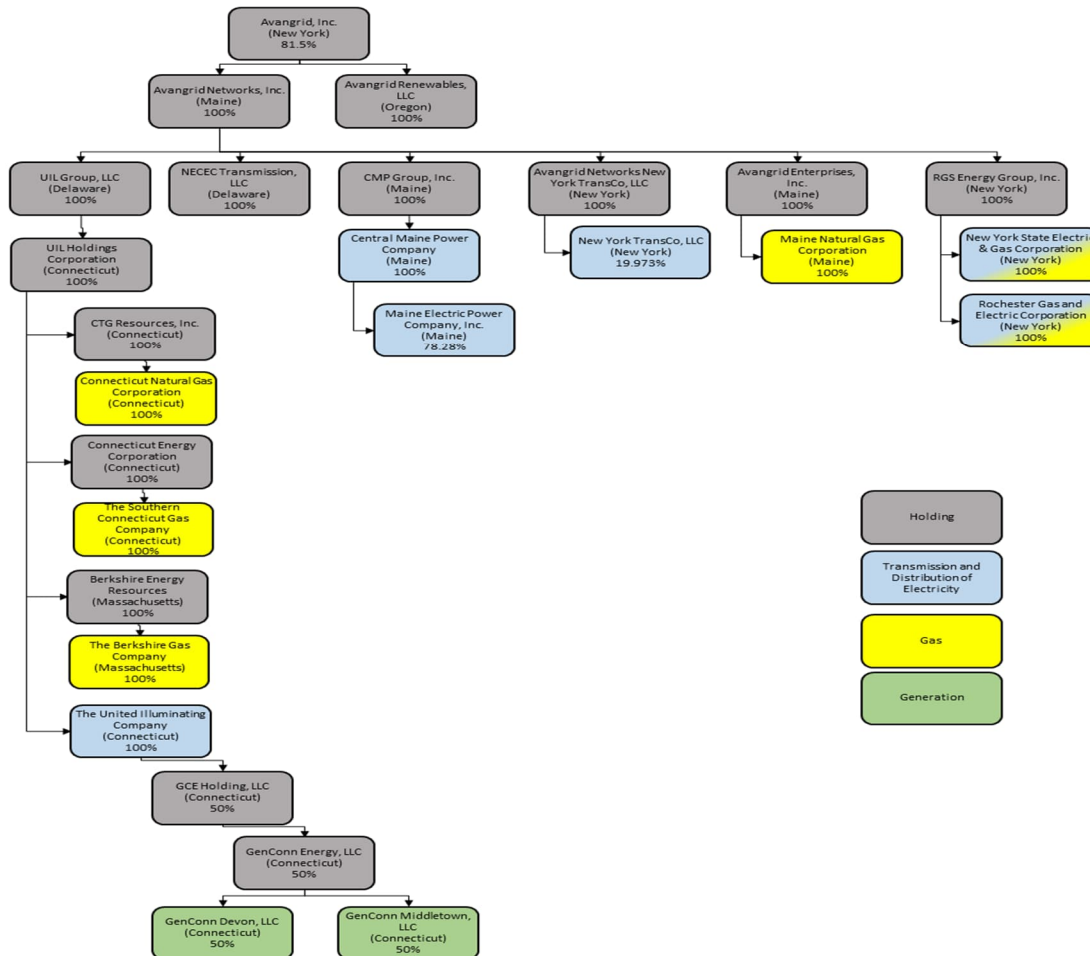 Avangrid, Inc.
(New York)
81.5%
Avangrid Networks, Inc.
(Maine)
100%
Avangrid Renewables,
LLC
(Oregon)
100%
UIL Group, LLC
(Delaware)
100%
NECEC Transmission,
LLC
(Delaware)
100%
CMP Group, Inc.
(Maine)
100%
Avangrid Networks New
York TransCo, LLC
(New York)
100%
Avangrid Enterprises,
Inc.
(Maine)
100%
RGS Energy Group, Inc.
(New York)
100%
UIL Holdings
Corporation
(Connecticut)
100%
Central Maine Power
Company
(Maine)
100%
New York TransCo, LLC
(New York)
19.973%
Maine Natural Gas
Corporation
(Maine)
100%
New York State Electric
& Gas Corporation
(New York)
100%
Maine Electric Power
Company, Inc.
(Maine)
78.28%
Rochester Gas and
Electric Corporation
(New York)
100%
CTG Resources, Inc.
(Connecticut)
100%
Connecticut Natural Gas
Corporation
(Connecticut)
100%
Connecticut Energy
Corporation
(Connecticut)
100%
The Southern
Connecticut Gas
Company
(Connecticut)
100%
Berkshire Energy
Resources
(Massachusetts)
100%
The Berkshire Gas
Company
(Massachusetts)
100%
The United Illuminating
Company
(Connecticut)
100%
GCE Holding, LLC
(Connecticut)
50%
GenConn Energy, LLC
(Connecticut)
50%
GenConn Devon, LLC
(Connecticut)
50%
GenConn Middletown,
LLC
(Connecticut)
50%
Holding
Transmission and
Distribution of
Electricity
Gas
Generation